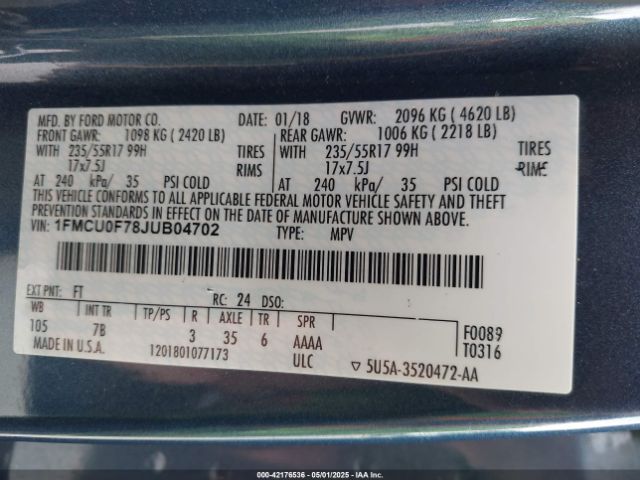 MFD. BY FORD MOTOR CO. DATE: 01/18 GVWR: 2096 KG ( 4620 LB)
FRONT GAWR: 1098 KG ( 2420 LB) REAR GAWR: 1006 KG ( 2218 LB)
WITH 235/55R17 99H TIRES WITH 235/55R17 99H TIRES
17x7.5J RIMS 17x7.5J RIMS
AT 240 kPa/ 35 PSI COLD AT 240 kPa/ 35 PSI COLD
THIS VEHICLE CONFORMS TO ALL APPLICABLE FEDERAL MOTOR VEHICLE SAFETY AND THEFT
PREVENTION STANDARDS IN EFFECT ON THE DATE OF MANUFACTURE SHOWN ABOVE.
VIN: 1FMCU0F78JUB04702 TYPE: MPV
EXT PNT: FT RC: 24 DSO:
WB INT TR TP/PS R AXLE TR SPR
105 7B 3 35 6 AAAA
F0089
T0316
MADE IN U.S.A. 1201801077173 ULC ▽ 5U5A-3520472-AA
000-42176536 - 05/01/2025 - IAAI, Inc.